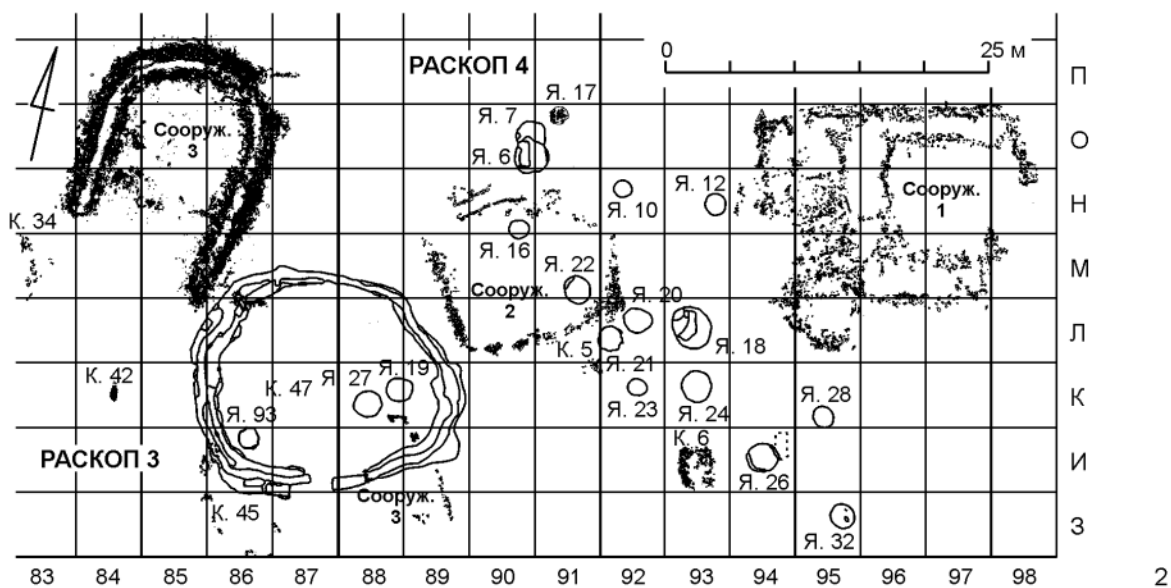 РАСКОП 4
0 25 м
П
Я. 17
Я. 7
О
Сооруж.
3
Я. 6
Я. 12
Сооруж.
1
Н
К. 34
Я. 10
Я. 16
М
Я. 22
Сооруж.
2
Я. 20
Л
К. 5
Я. 18
Я. 21
К. 42
К. 47
Я. 27
Я. 19
Я. 28
К
Я. 23
Я. 24
Я. 93
К. 6
РАСКОП 3
И
Я. 26
Сооруж.
3
К. 45
З
Я. 32
83 84 85 86 87 88 89 90 91 92 93 94 95 96 97 98
2